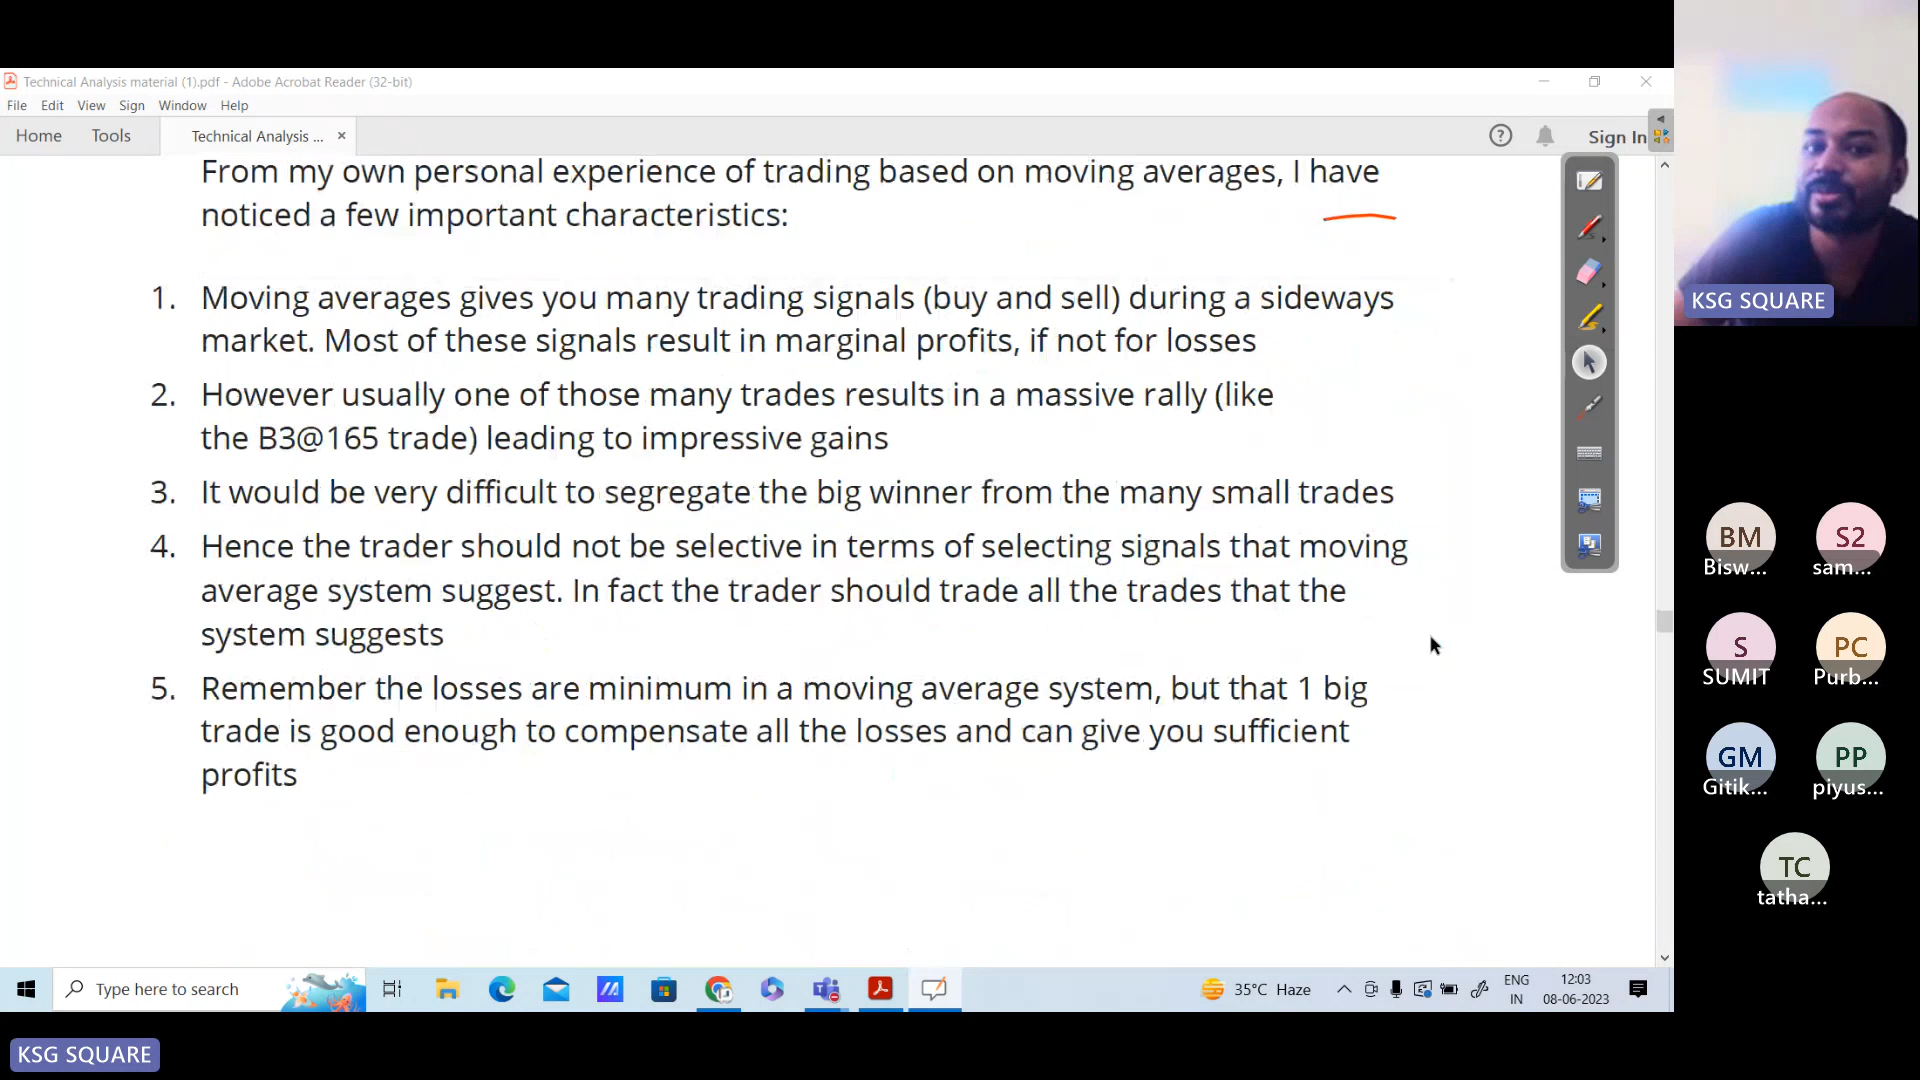 Technical Analysis material (1).pdf - Adobe Acrobat Reader (32-bit)
File Edit View Sign Window Help
Home Tools Technical Analysis ... × Sign In
From my own personal experience of trading based on moving averages, I have
noticed a few important characteristics:
1. Moving averages gives you many trading signals (buy and sell) during a sideways
market. Most of these signals result in marginal profits, if not for losses
2. However usually one of those many trades results in a massive rally (like
the B3@165 trade) leading to impressive gains
3. It would be very difficult to segregate the big winner from the many small trades
4. Hence the trader should not be selective in terms of selecting signals that moving
average system suggest. In fact the trader should trade all the trades that the
system suggests
5. Remember the losses are minimum in a moving average system, but that 1 big
trade is good enough to compensate all the losses and can give you sufficient
profits
KSG SQUARE
BM S2
Bisw... sam...
S PC
SUMIT Purb...
GM PP
Gitik... piyus...
TC
tatha...
Type here to search
35°C Haze
ENG
IN
12:03
08-06-2023
KSG SQUARE